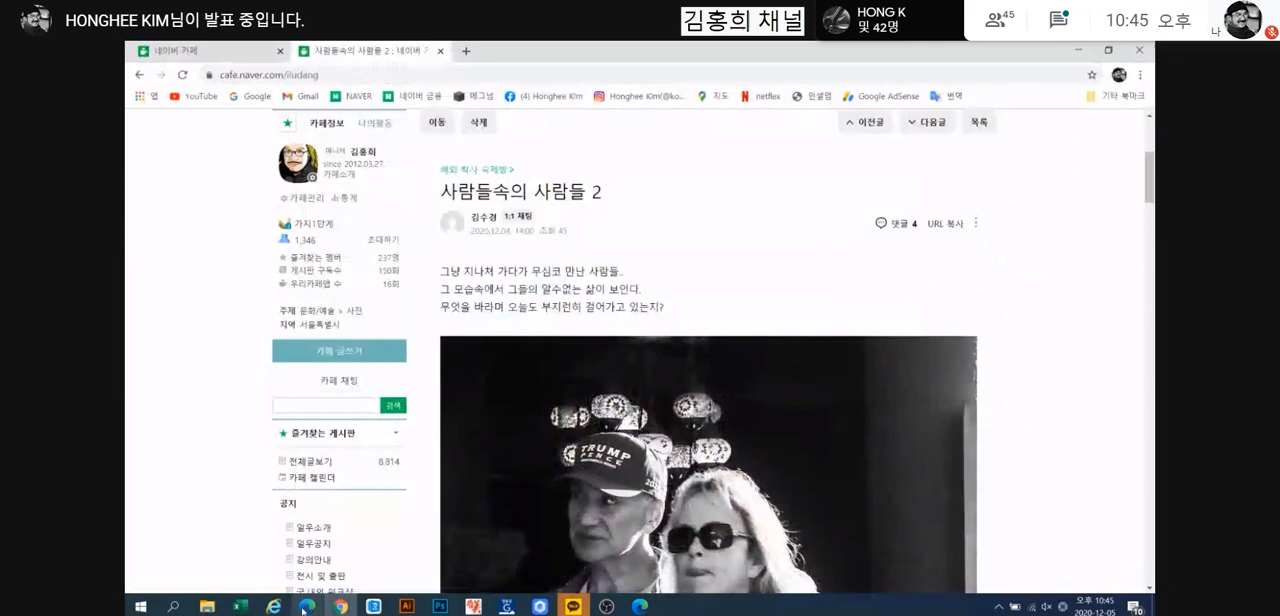 HONGHEE KIM님이 발표 중입니다.
김홍희 채널
HONG K
및 42명
45
10:45 오후
나
네이버 카페
사람들속의 사람들 2 : 네이버 카
cafe.naver.com/iludang
앱 YouTube Google Gmail NAVER 네이버 금융 메그넘 (4) Honghee Kim Honghee Kim(@ko... 지도 netflex 인셀덤 Google AdSense 번역 기타 북마크
카페정보 나의활동
이동 삭제
이전글 다음글 목록
매니저 김홍희
since 2012.03.27.
카페소개
카페관리 통계
가지1단계
1,346 초대하기
즐겨찾는 멤버 237명
게시판 구독수 150회
우리카페앱 수 16회
주제 문화/예술 > 사진
지역 서울특별시
카페 글쓰기
카페 채팅
검색
즐겨찾는 게시판
전체글보기 8,814
카페 캘린더
공지
일우소개
일우공지
강의안내
전시 및 출판
사람들속의 사람들 2
김수경 1:1 채팅
2020.12.04. 14:00 조회 45
댓글 4 URL 복사
그냥 지나쳐 가다가 무심코 만난 사람들..
그 모습속에서 그들의 알수없는 삶이 보인다.
무엇을 바라며 오늘도 부지런히 걸어가고 있는지?
TRUMP
PENCE
오후 10:45
2020-12-05
10